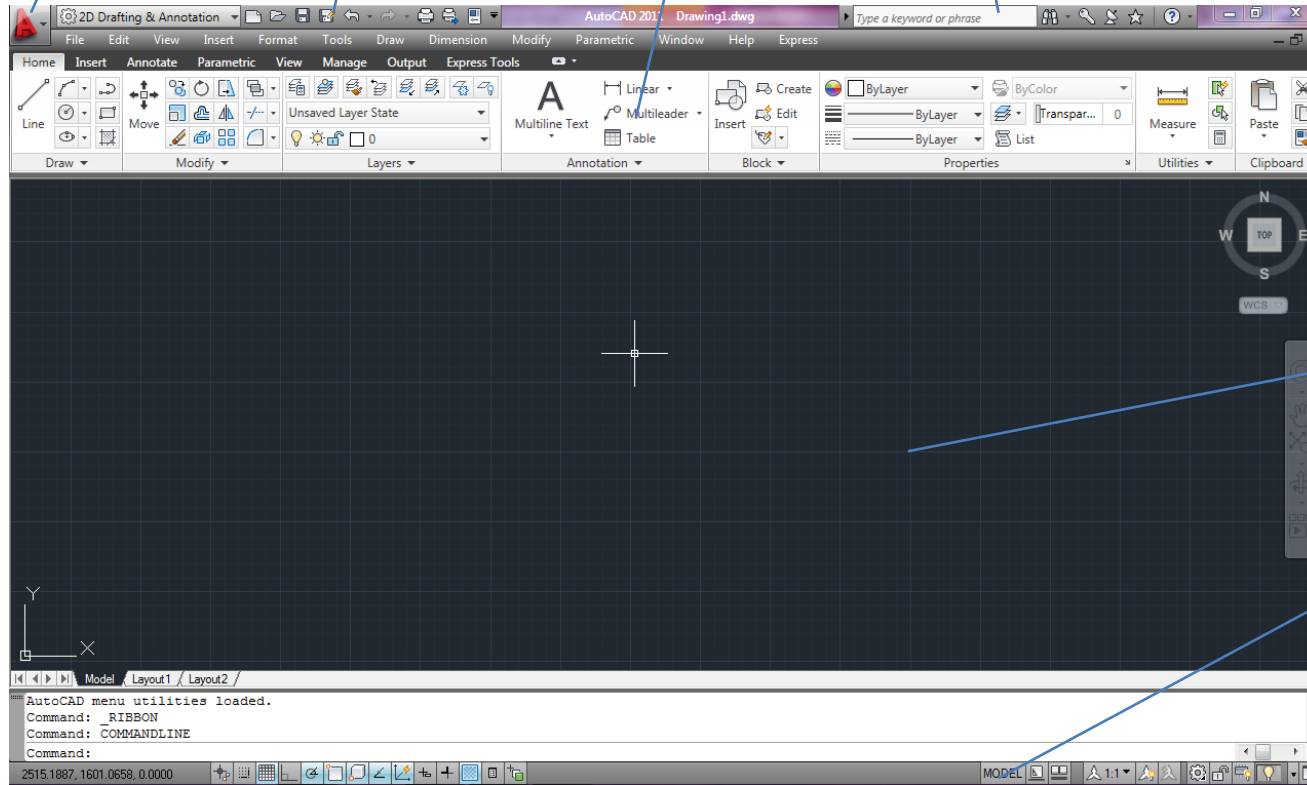 2D Drafting & Annotation AutoCAD Drawing1.dwg Type a keyword or phrase
File Edit View Insert Format Tools Draw Dimension Modify Parametric Window Help Express
Home Insert Annotate Parametric View Manage Output Express Tools
Line
Move
Unsaved Layer State
0
A
Multiline Text
Linear
Multileader
Table
Insert
Create
Edit
ByLayer
ByLayer
ByLayer
ByColor
Transpar... 0
List
Measure
Paste
Draw Modify Layers Annotation Block Properties Utilities Clipboard
N
W TOP E
S
WCS
Y
X
Model Layout1 Layout2
AutoCAD menu utilities loaded.
Command: _RIBBON
Command: COMMANDLINE
Command:
2515.1887, 1601.0658, 0.0000 MODEL 1:1